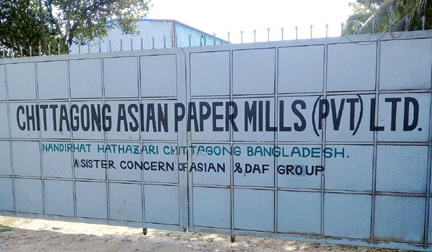 CHITTAGONG ASIAN PAPER MILLS (PVT) LTD.
NANDIRHAT HATHAZARI CHITTAGONG BANGLADESH.
A SISTER CONCERN OF ASIAN & DAF GROUP